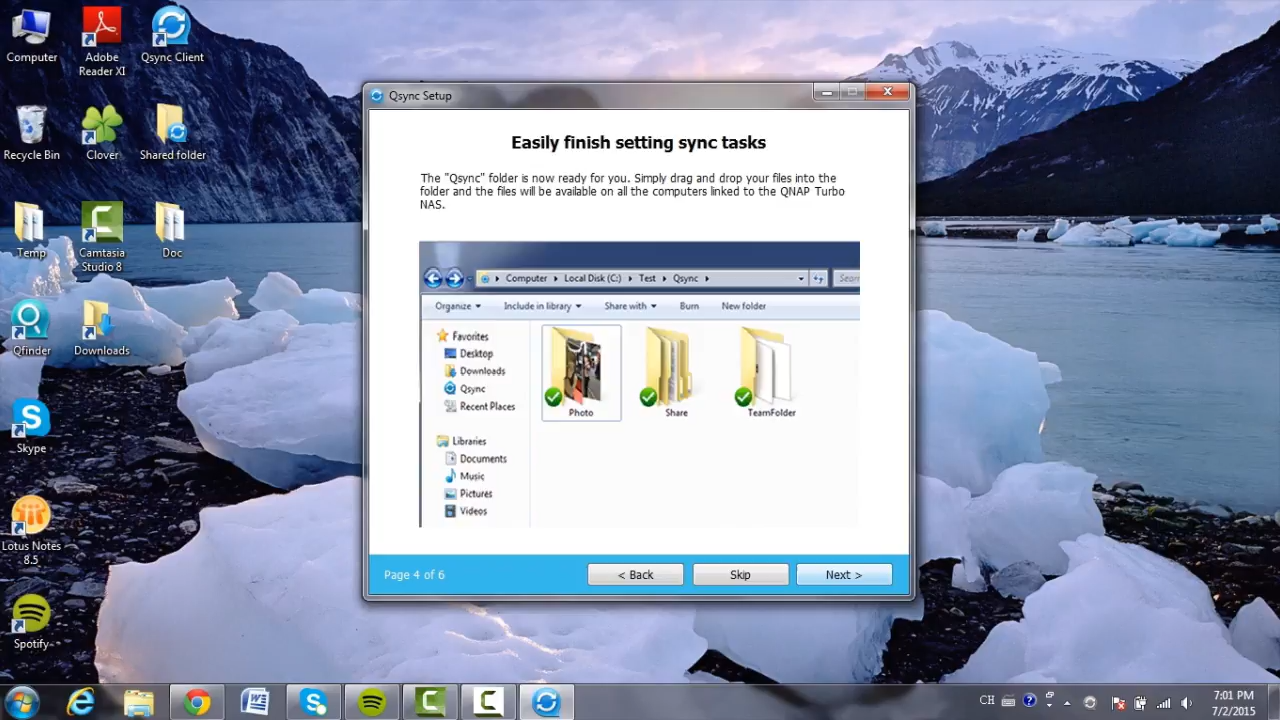 Computer
Adobe
Reader XI
Qsync Client
Recycle Bin
Clover
Shared folder
Temp
Camtasia
Studio 8
Doc
Qfinder
Downloads
Skype
Lotus Notes
8.5
Spotify
Qsync Setup
Easily finish setting sync tasks
The "Qsync" folder is now ready for you. Simply drag and drop your files into the
folder and the files will be available on all the computers linked to the QNAP Turbo
NAS.
Computer Local Disk (C:) Test Qsync
Organize Include in library Share with Burn New folder
Favorites
Desktop
Downloads
Qsync
Recent Places
Libraries
Documents
Music
Pictures
Videos
Photo
Share
TeamFolder
Page 4 of 6
< Back
Skip
Next >
CH
7:01 PM
7/2/2015